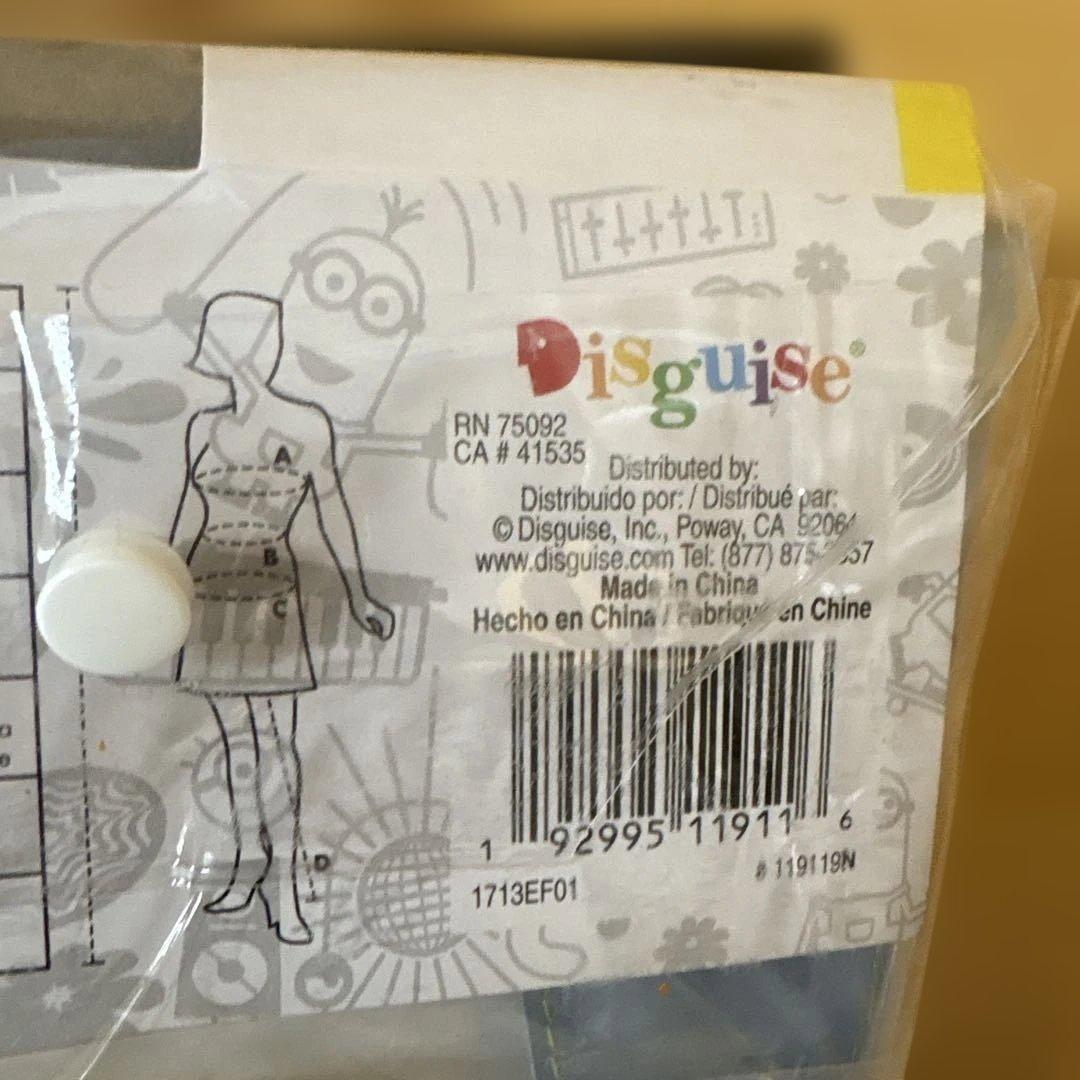 Disguise®
RN 75092
CA # 41535
Distributed by:
Distribuido por: / Distribué par:
© Disguise, Inc., Poway, CA
www.disguise.com Tel: (877)
Made in China
Hecho en China / Fabriqué en Chine
A
B
C
D
1 92995 11911 6
# 119119N
1713EF01